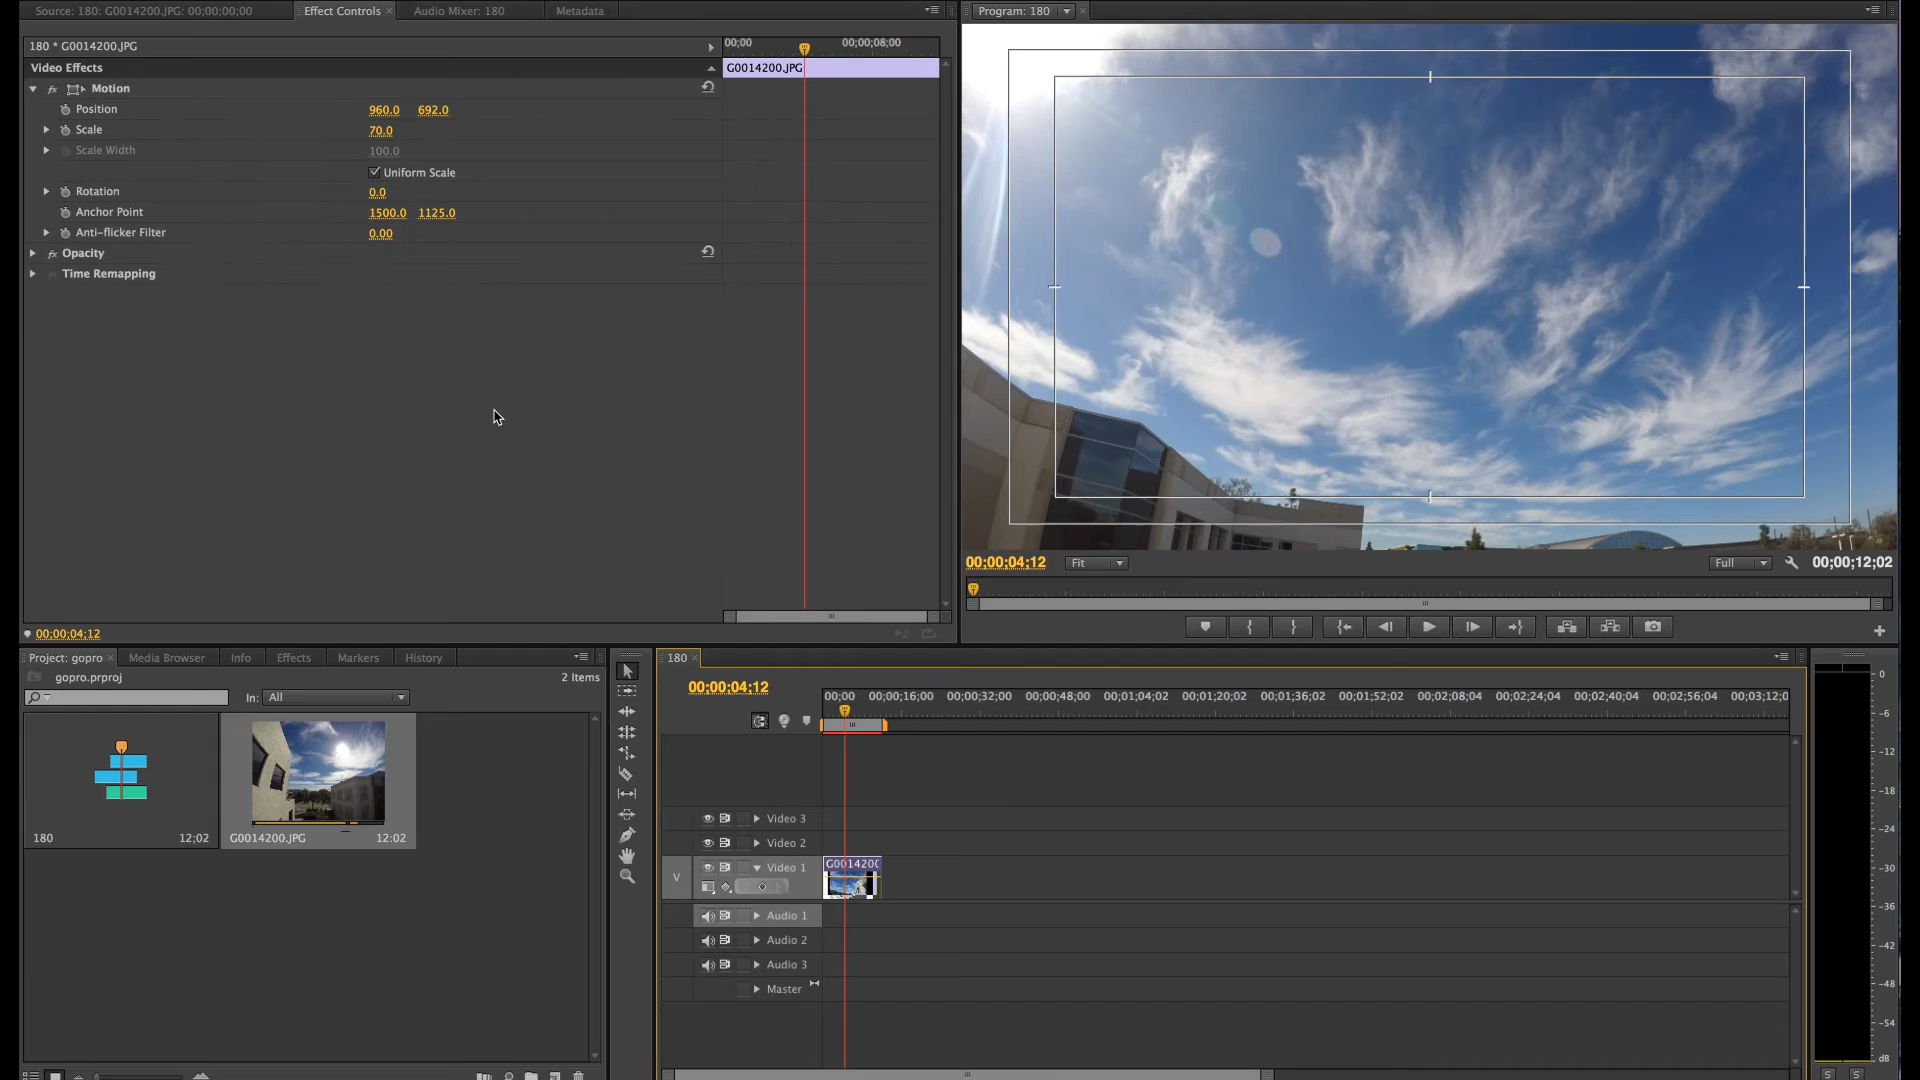 Source: 180: G0014200.JPG: 00;00;00;00
Effect Controls
Audio Mixer: 180
Metadata
180 * G0014200.JPG
00;00
00;00;08;00
Video Effects
G0014200.JPG
Motion
Position 960.0 692.0
Scale 70.0
Scale Width 100.0
Uniform Scale
Rotation 0.0
Anchor Point 1500.0 1125.0
Anti-flicker Filter 0.00
Opacity
Time Remapping
00;00;04;12
Program: 180
00;00;04;12
Fit
Full
00;00;12;02
Project: gopro
Media Browser
Info
Effects
Markers
History
gopro.prproj
2 Items
In: All
180 12;02
G0014200.JPG 12:02
180
00;00;04;12
00;00 00;00;16;00 00;00;32;00 00;00;48;00 00;01;04;02 00;01;20;02 00;01;36;02 00;01;52;02 00;02;08;04 00;02;24;04 00;02;40;04 00;02;56;04 00;03;12;0
Video 3
Video 2
V
Video 1
G001420(
Audio 1
Audio 2
Audio 3
Master
0
-6
-12
-18
-24
-30
-36
-42
-48
-54
dB
S S